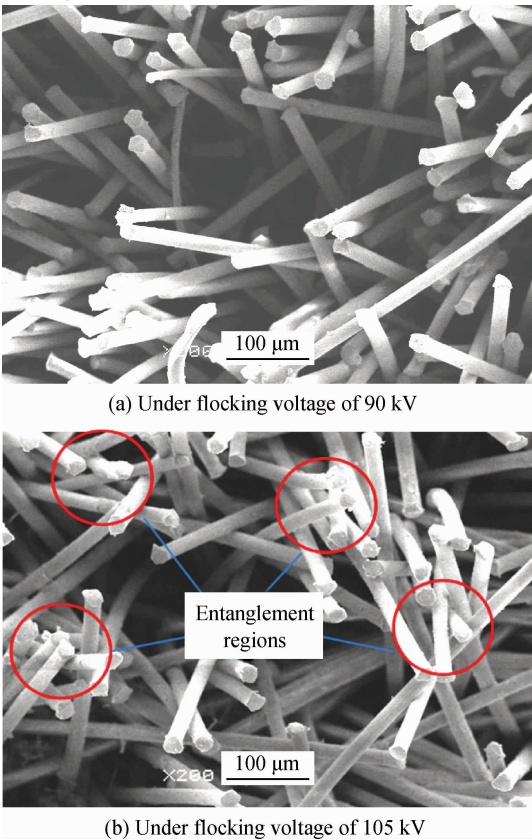 ×200
100 μm
(a) Under flocking voltage of 90 kV
Entanglement
regions
×200
100 μm
(b) Under flocking voltage of 105 kV